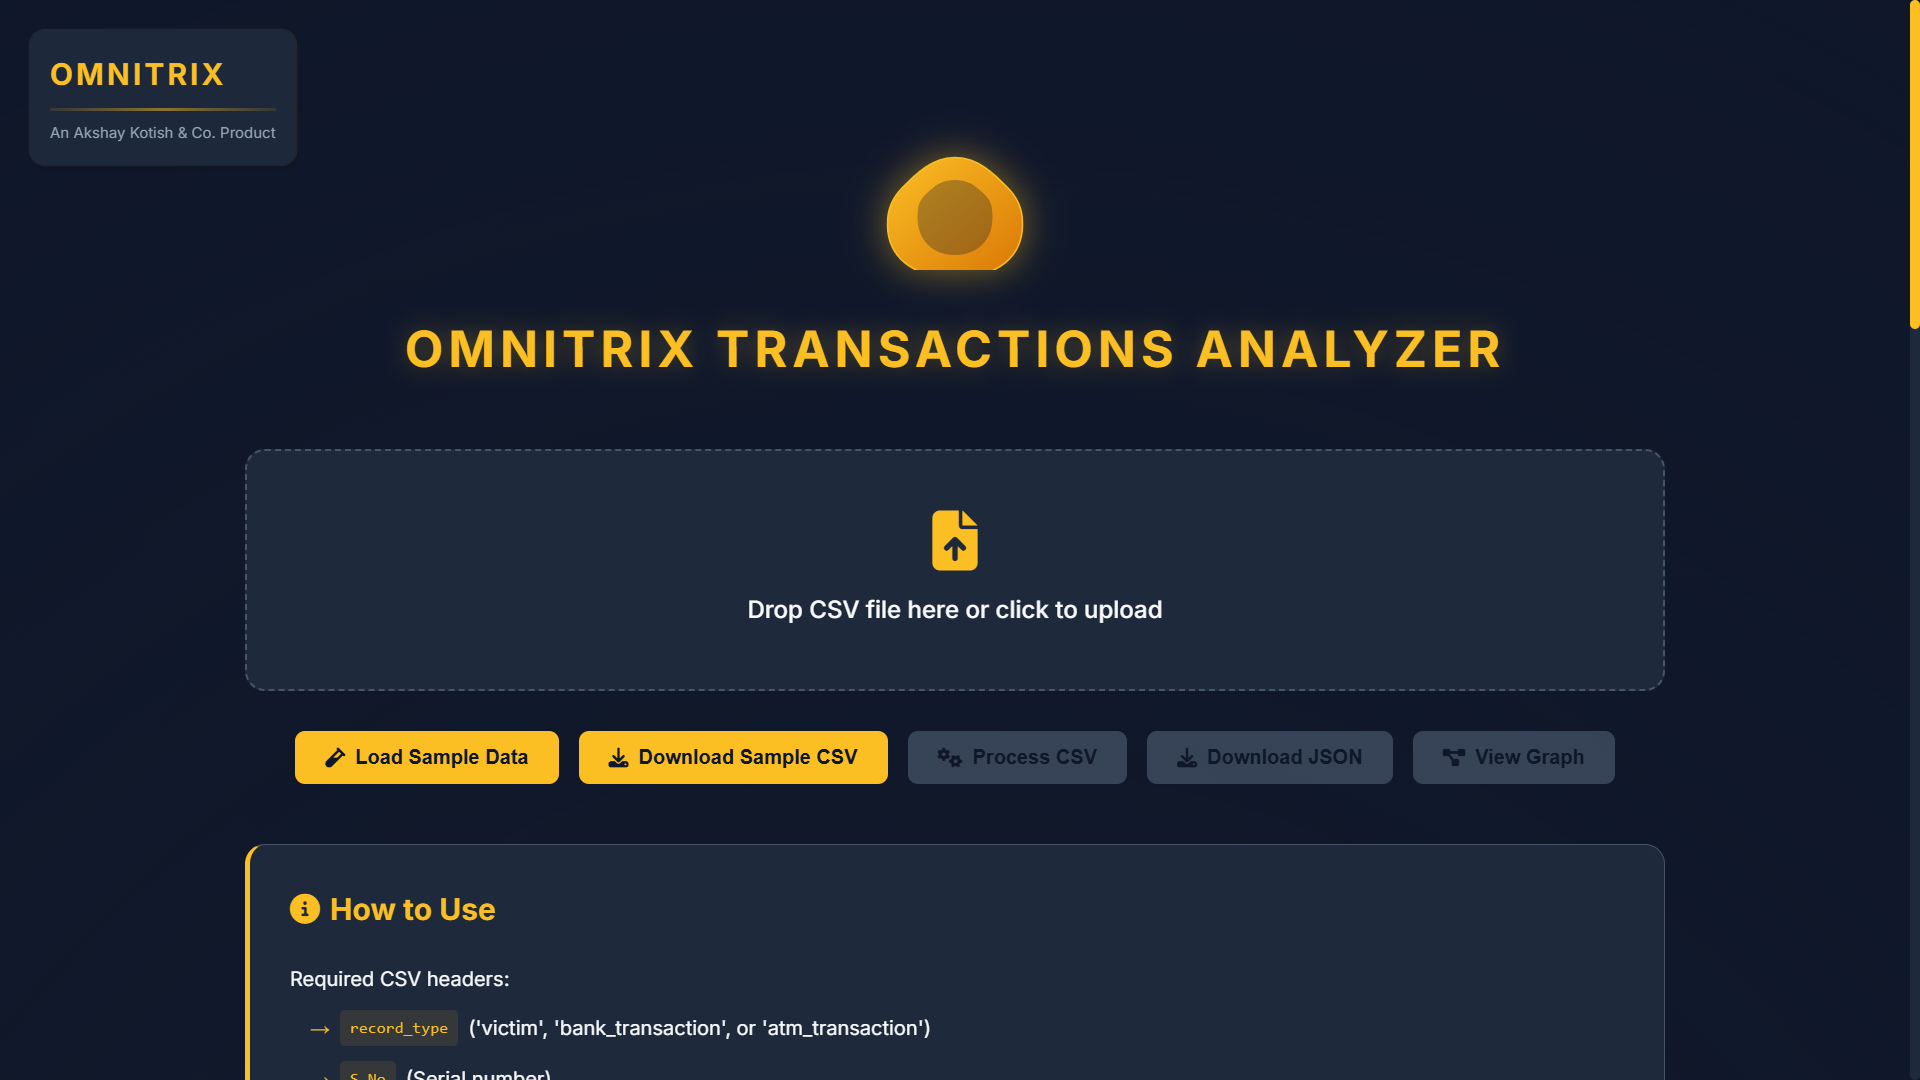 OMNITRIX
An Akshay Kotish & Co. Product
OMNITRIX TRANSACTIONS ANALYZER
Drop CSV file here or click to upload
Load Sample Data
Download Sample CSV
Process CSV
Download JSON
View Graph
How to Use
Required CSV headers:
→ record_type ('victim', 'bank_transaction', or 'atm_transaction')
→ S No (Serial number)